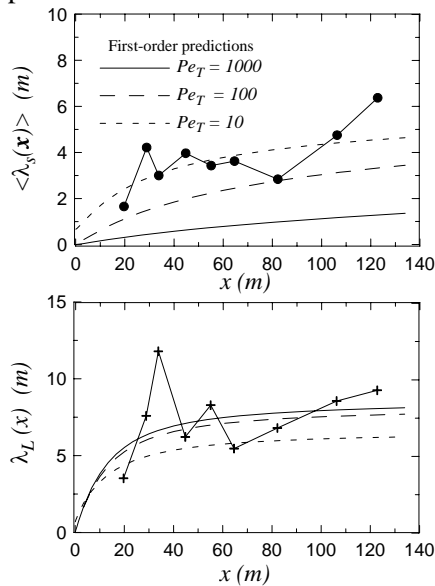 10
8
6
4
2
0
First-order predictions
Pe_T = 1000
Pe_T = 100
Pe_T = 10
<λ_s(x)> (m)
0 20 40 60 80 100 120 140
x (m)
15
10
5
0
λ_L (x) (m)
0 20 40 60 80 100 120 140
x (m)